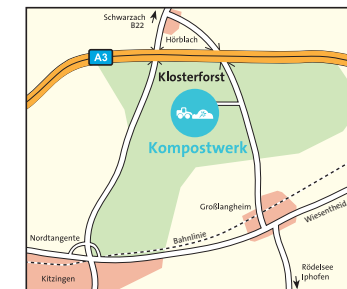 Schwarzach
B22
Hörblach
A3
Klosterforst
Kompostwerk
Großlangheim
Wiesentheid
Bahnlinie
Nordtangente
Kitzingen
Rödelsee
Iphofen